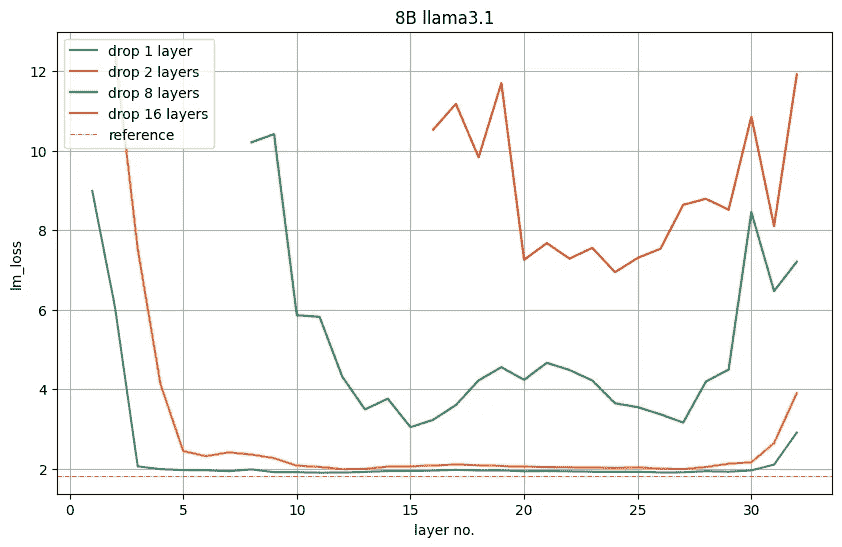 8B llama3.1
drop 1 layer
drop 2 layers
drop 8 layers
drop 16 layers
reference
12
10
8
6
4
2
lm_loss
0
5
10
15
20
25
30
layer no.